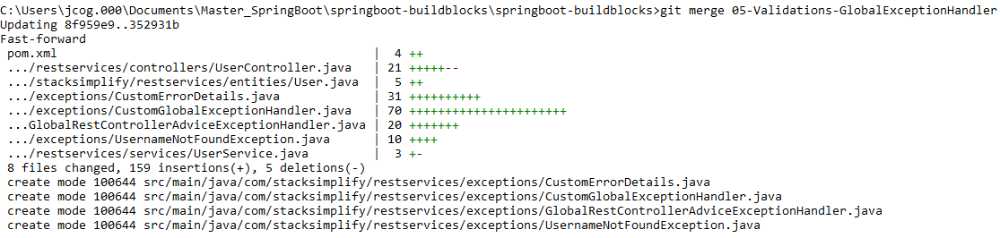 C:\Users\jcog.000\Documents\Master_SpringBoot\springboot-buildblocks\springboot-buildblocks>git merge 05-Validations-GlobalExceptionHandler
Updating 8f959e9..352931b
Fast-forward
 pom.xml                                            |  4 ++
 .../restservices/controllers/UserController.java   | 21 +++++--
 .../stacksimplify/restservices/entities/User.java  |  5 ++
 .../exceptions/CustomErrorDetails.java             | 31 ++++++++++
 .../exceptions/CustomGlobalExceptionHandler.java   | 70 ++++++++++++++++++++++
 ...GlobalRestControllerAdviceExceptionHandler.java | 20 +++++++
 .../exceptions/UsernameNotFoundException.java      | 10 ++++
 .../restservices/services/UserService.java         |  3 +-
 8 files changed, 159 insertions(+), 5 deletions(-)
 create mode 100644 src/main/java/com/stacksimplify/restservices/exceptions/CustomErrorDetails.java
 create mode 100644 src/main/java/com/stacksimplify/restservices/exceptions/CustomGlobalExceptionHandler.java
 create mode 100644 src/main/java/com/stacksimplify/restservices/exceptions/GlobalRestControllerAdviceExceptionHandler.java
 create mode 100644 src/main/java/com/stacksimplify/restservices/exceptions/UsernameNotFoundException.java